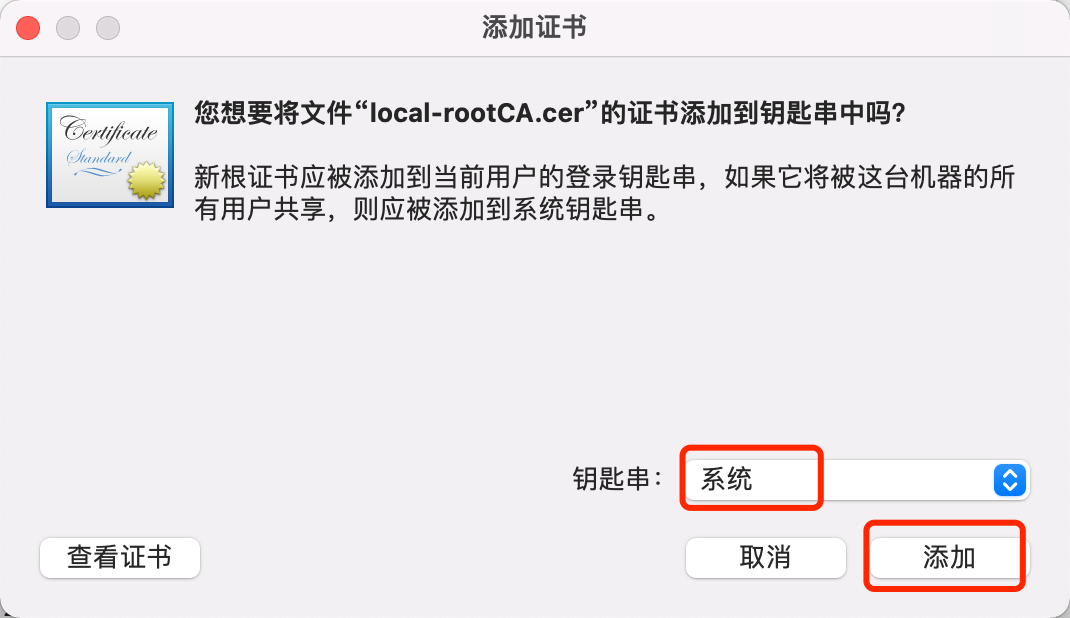 添加证书
您想要将文件“local-rootCA.cer”的证书添加到钥匙串中吗？
Certificate
Standard
新根证书应被添加到当前用户的登录钥匙串，如果它将被这台机器的所
有用户共享，则应被添加到系统钥匙串。
钥匙串：
系统
查看证书
取消
添加